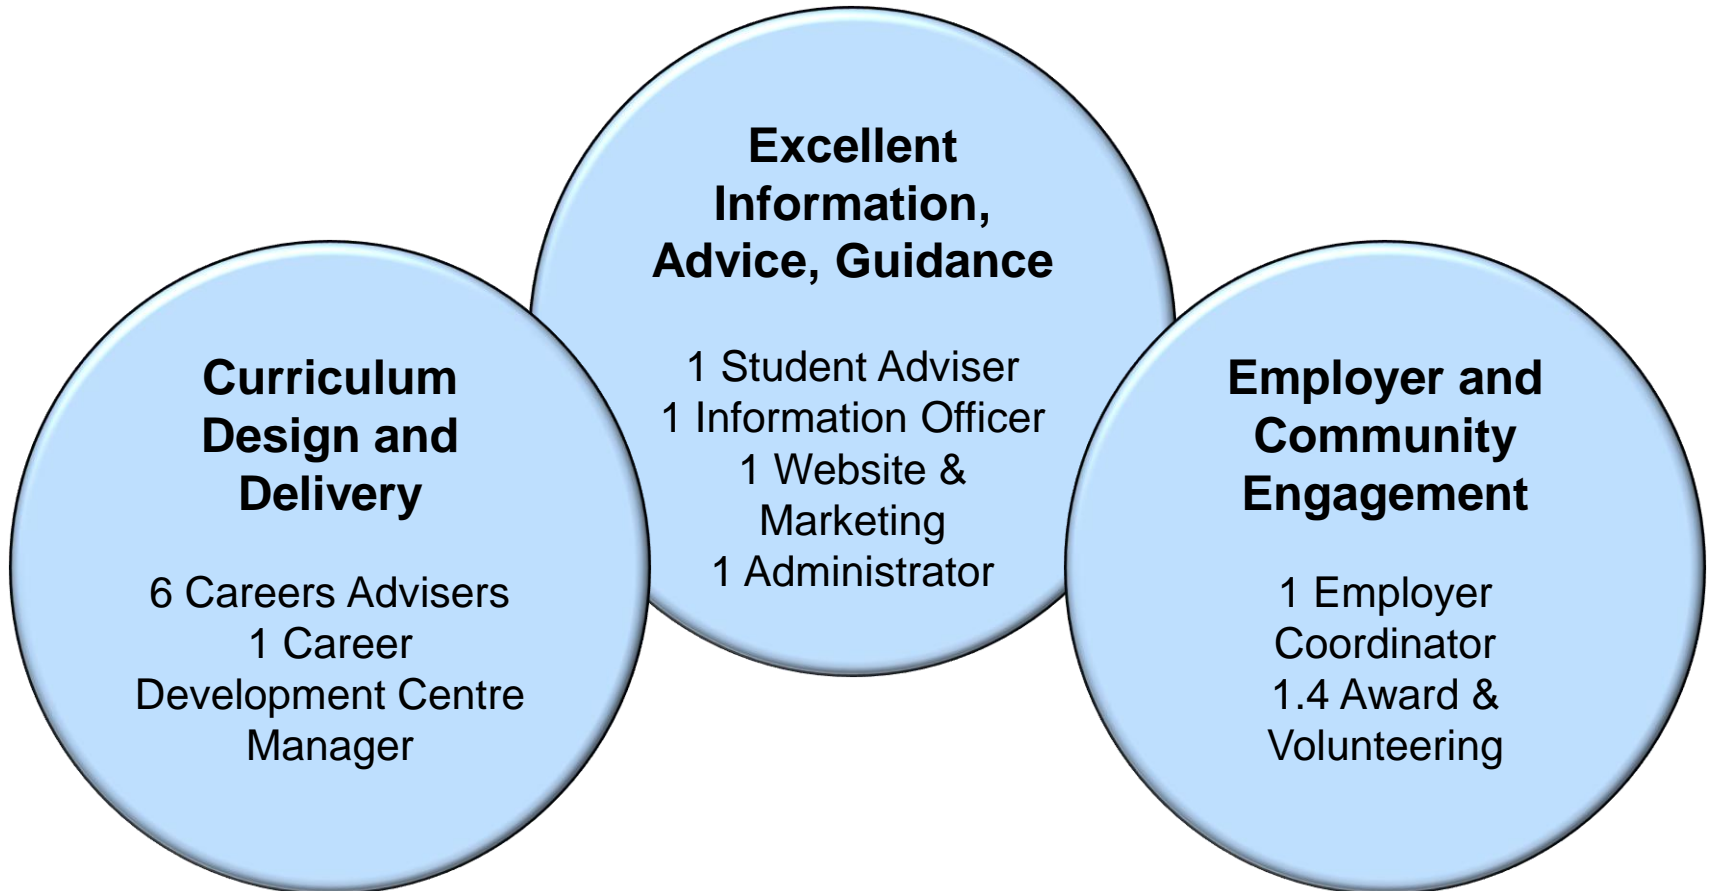 Curriculum
Design and
Delivery
6 Careers Advisers
1 Career
Development Centre
Manager
Excellent
Information,
Advice, Guidance
1 Student Adviser
1 Information Officer
1 Website &
Marketing
1 Administrator
Employer and
Community
Engagement
1 Employer
Coordinator
1.4 Award &
Volunteering